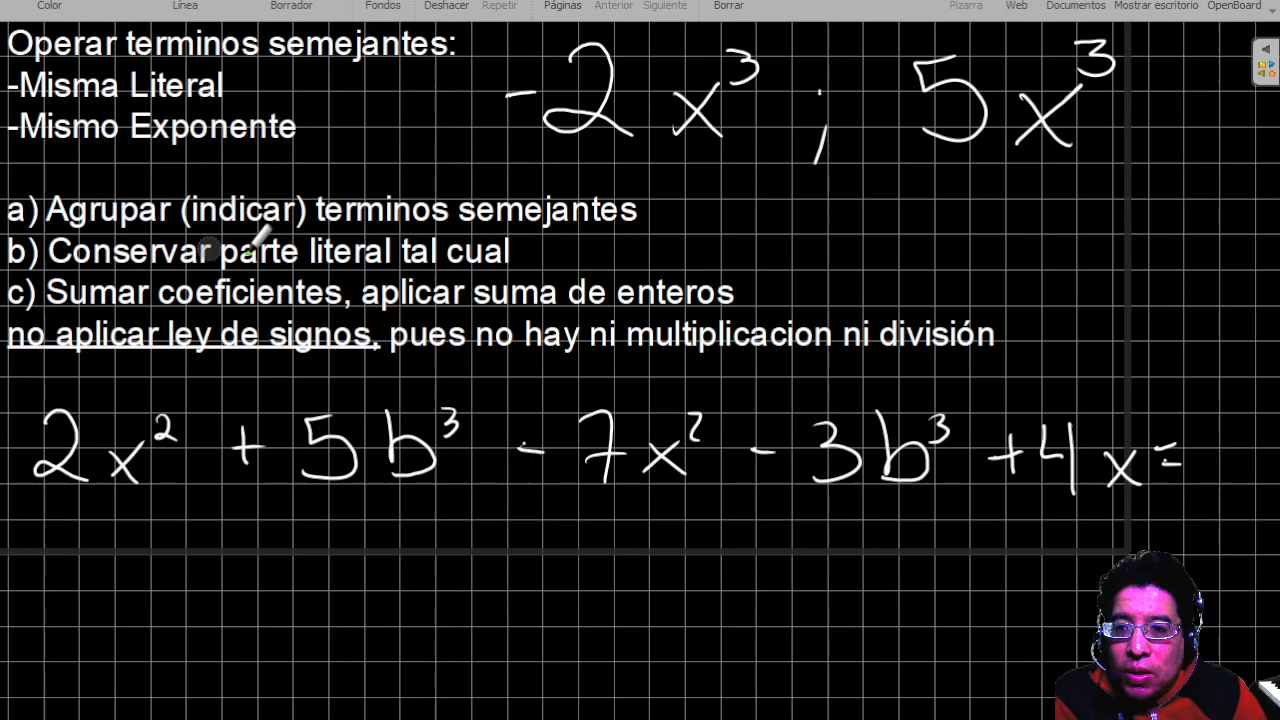 Color Línea Borrador Fondos Deshacer Repetir Páginas Anterior Siguiente Borrar Pizarra Web Documentos Mostrar escritorio OpenBoard
Operar terminos semejantes:
-Misma Literal
-Mismo Exponente
-2x³ ; 5x³
a) Agrupar (indicar) terminos semejantes
b) Conservar parte literal tal cual
c) Sumar coeficientes, aplicar suma de enteros
no aplicar ley de signos, pues no hay ni multiplicacion ni división
2x² + 5b³ - 7x² - 3b³ + 4x =